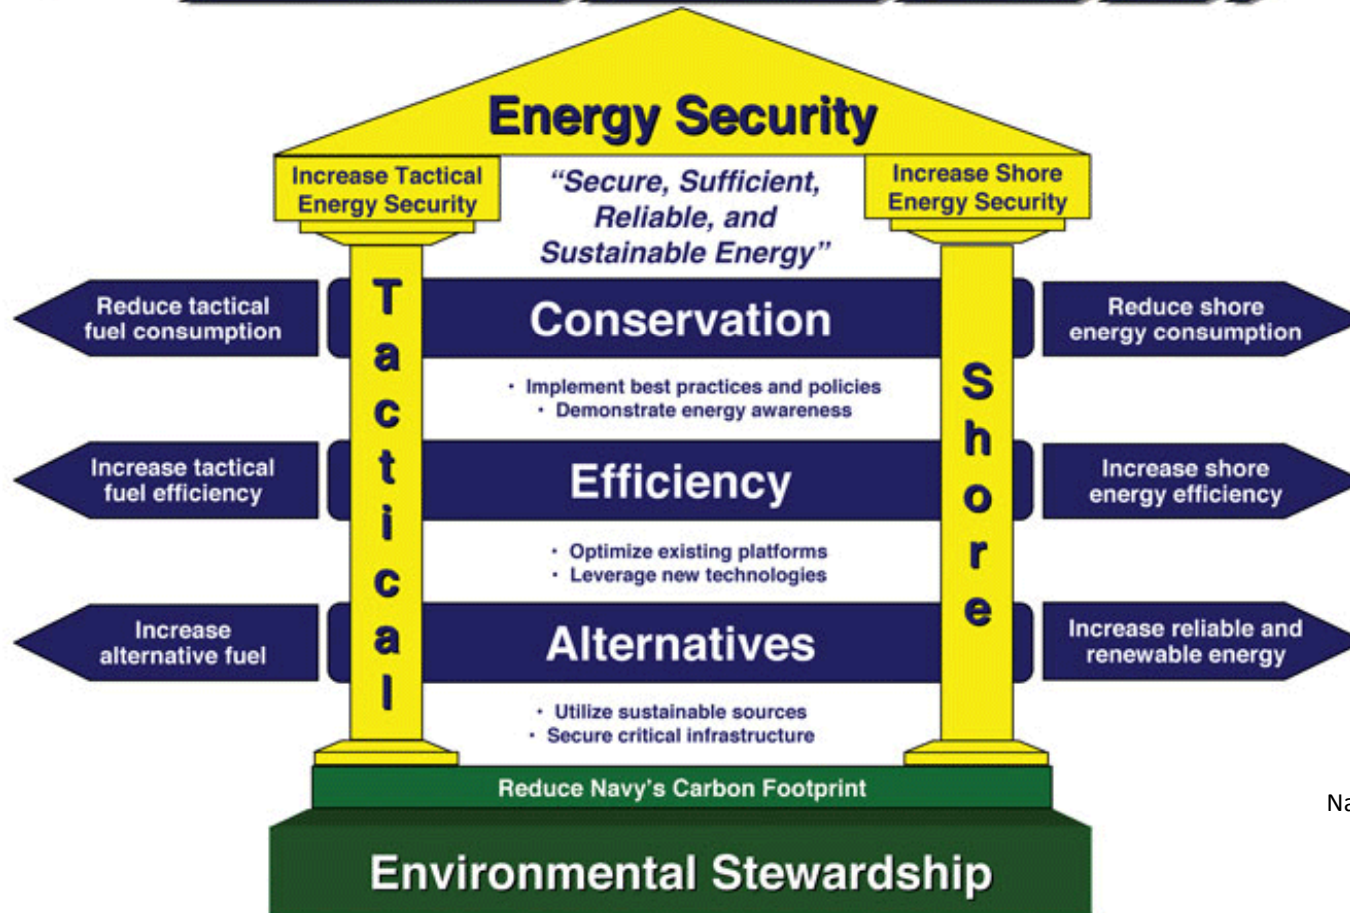 Energy Security
Increase Tactical
Energy Security
“Secure, Sufficient,
Reliable, and
Sustainable Energy”
Increase Shore
Energy Security
Tactical
Shore
Reduce tactical
fuel consumption
Conservation
Reduce shore
energy consumption
• Implement best practices and policies
• Demonstrate energy awareness
Increase tactical
fuel efficiency
Efficiency
Increase shore
energy efficiency
• Optimize existing platforms
• Leverage new technologies
Increase
alternative fuel
Alternatives
Increase reliable and
renewable energy
• Utilize sustainable sources
• Secure critical infrastructure
Reduce Navy's Carbon Footprint
Environmental Stewardship